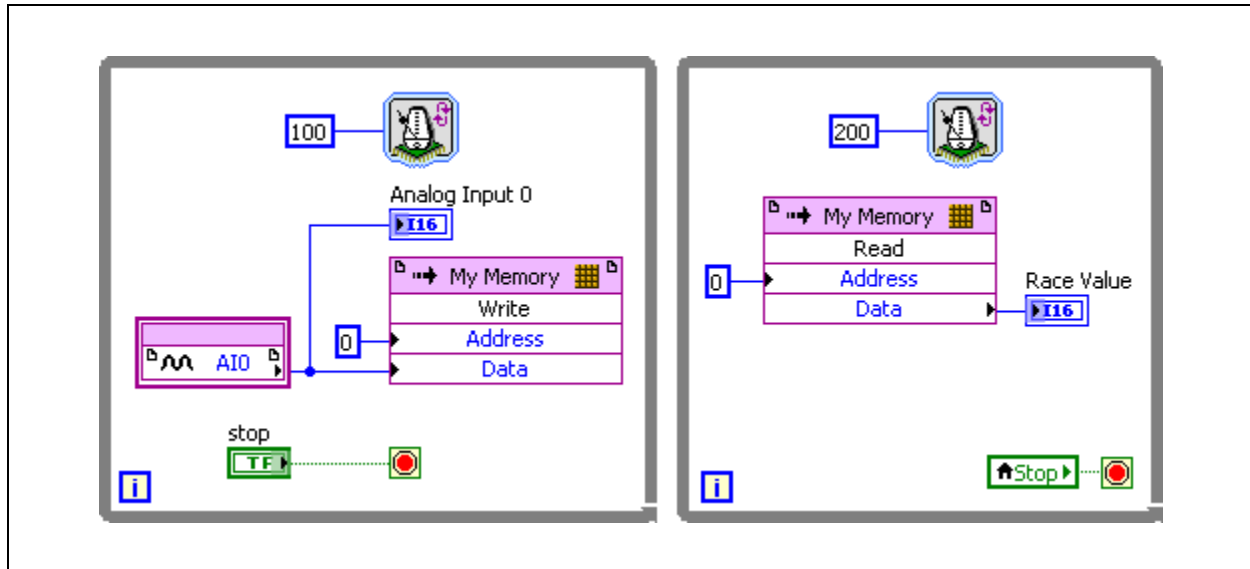 100
Analog Input 0
I16
My Memory
Write
0
Address
AI0
Data
stop
TF
i
200
My Memory
Read
0
Address
Race Value
Data
I16
Stop
i